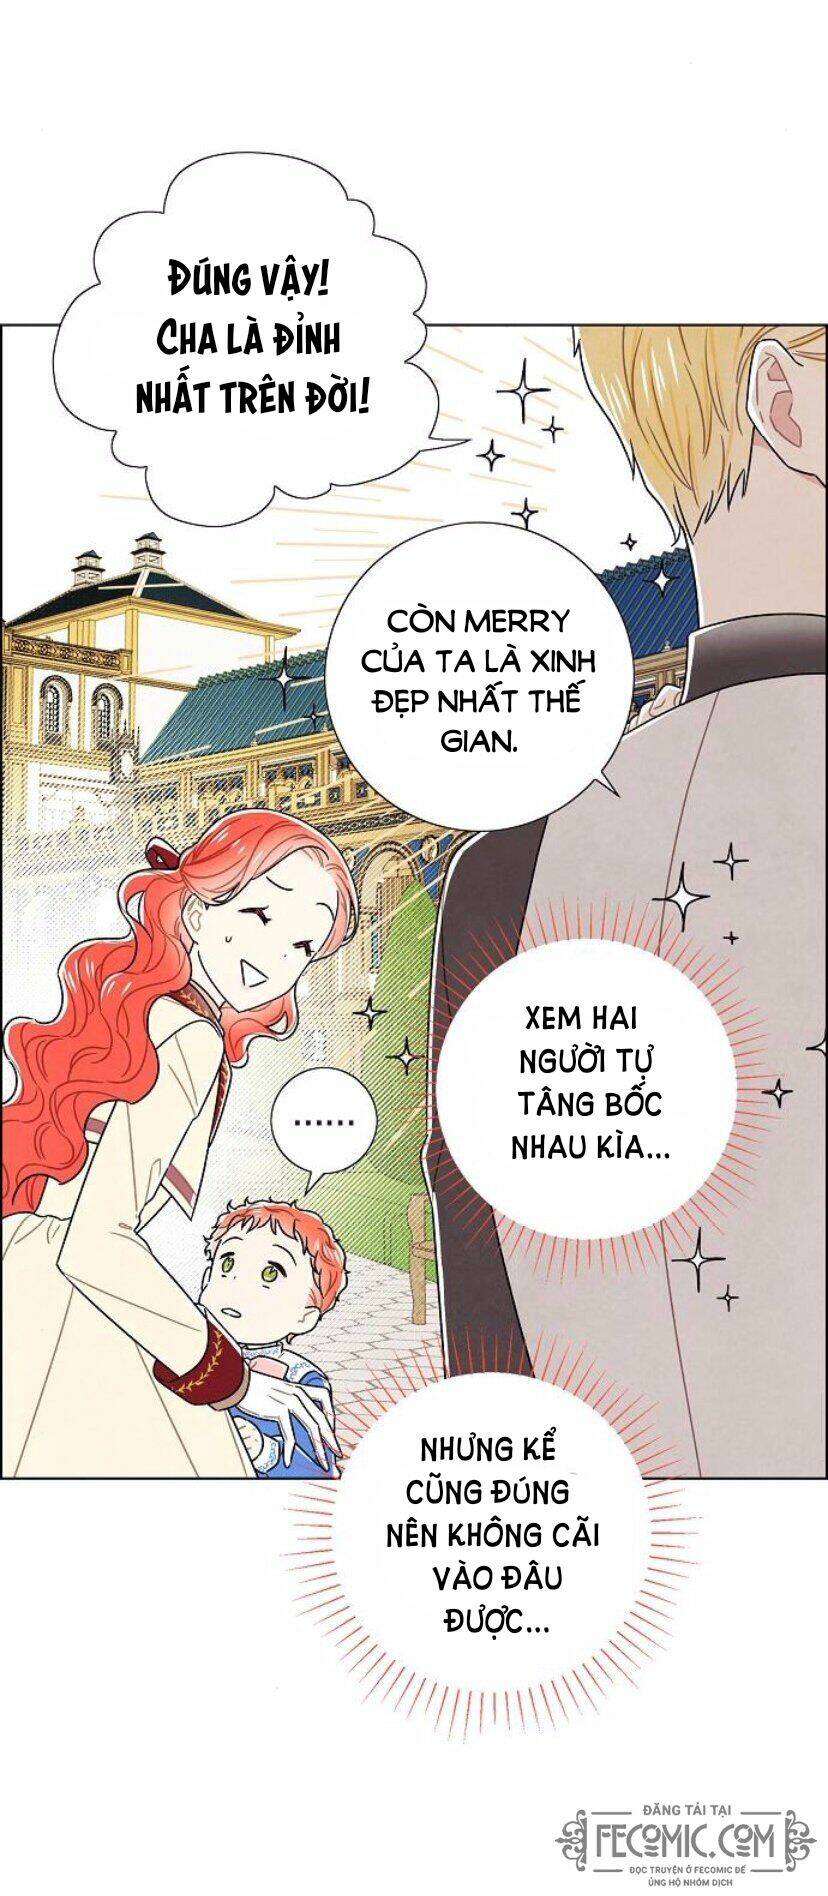 ĐÚNG VẬY!
CHA LÀ ĐỈNH
NHẤT TRÊN ĐỜI!
CÒN MERRY
CỦA TA LÀ XINH
ĐẸP NHẤT THẾ
GIAN.
XEM HAI
NGƯỜI TỰ
TÂNG BỐC
NHAU KÌA...
......
NHƯNG KỂ
CŨNG ĐÚNG
NÊN KHÔNG CÃI
VÀO ĐÂU
ĐƯỢC...
ĐĂNG TẢI TẠI
FECOMIC.COM
ĐỌC TRUYỆN Ở FECOMIC ĐỂ
ỦNG HỘ NHÓM DỊCH